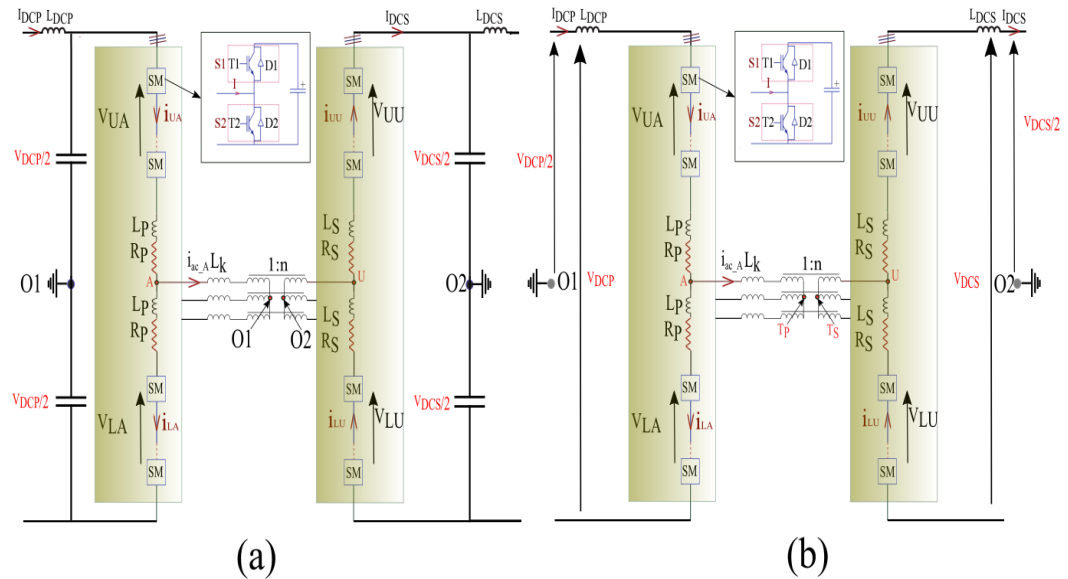 IDCP LDCP IDCS LDCS
SM S1 T1 D1
I
S2 T2 D2
+
VUA iUA iUU VUU
VDCP/2 SM SM VDCS/2
LP LS
RP RS
iac_A Lk 1:n
O1 A U O2
LP LS
RP O1 O2 RS
VDCP/2 SM SM VDCS/2
VLA iLA iLU VLU
SM SM
(a)
IDCP LDCP LDCS IDCS
SM S1 T1 D1
I
S2 T2 D2
+
VUA iUA iUU VUU
VDCP/2 SM SM VDCS/2
LP LS
RP RS
iac_A Lk 1:n
O1 VDCP A U VDCS O2
LP LS
RP TP TS RS
SM SM
VLA iLA iLU VLU
SM SM
(b)